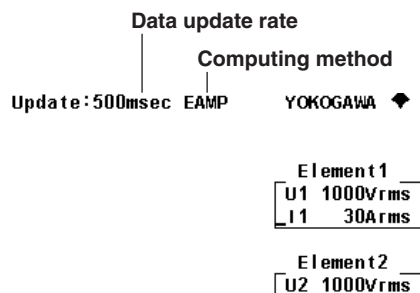 Data update rate
Computing method
Update:500msec EAMP YOKOGAWA
Element1
U1 1000Vrms
I1 30Arms
Element2
U2 1000Vrms